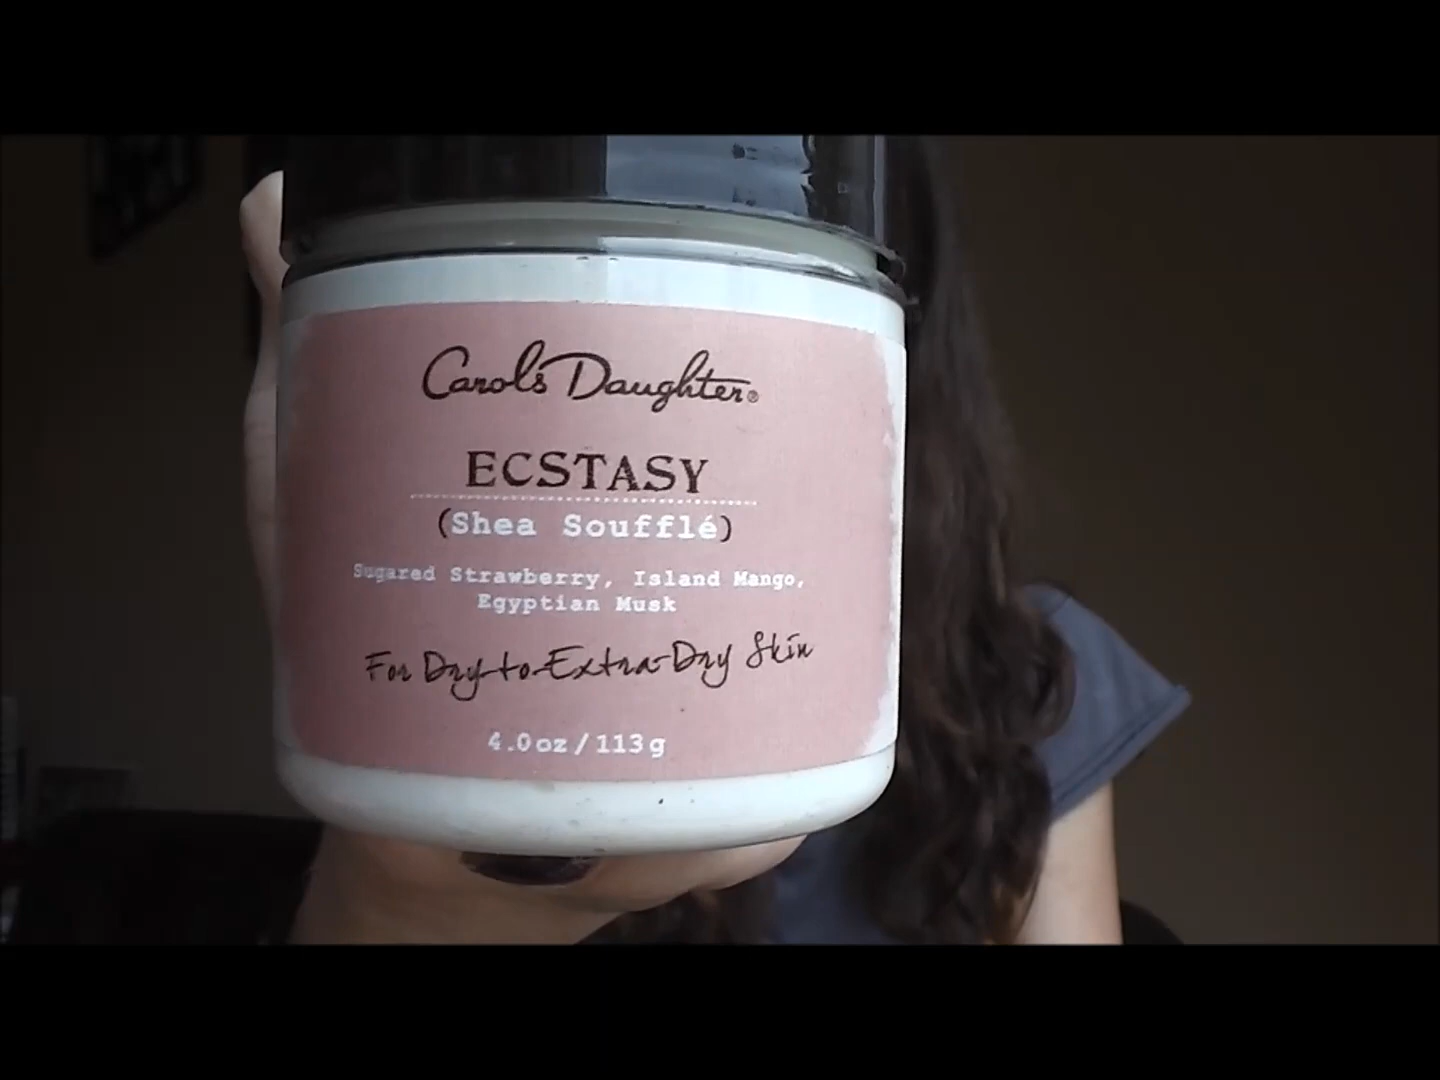 Carol's Daughter®
ECSTASY
(Shea Soufflé)
Sugared Strawberry, Island Mango,
Egyptian Musk
For Dry-to-Extra-Dry Skin
4.0oz/113g